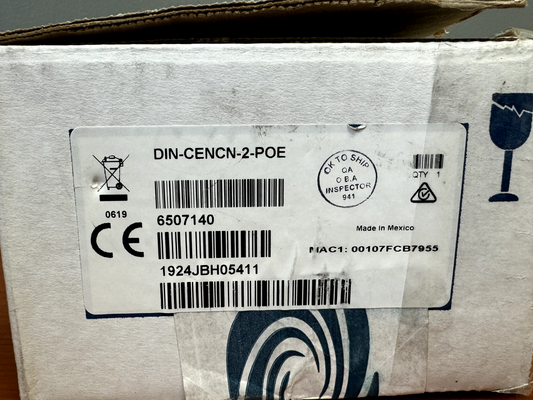 DIN-CENCN-2-POE
OK TO SHIP
QA
O.B.A
INSPECTOR
941
QTY 1
0619
6507140
CE
Made in Mexico
MAC1: 00107FCB7955
1924JBH05411